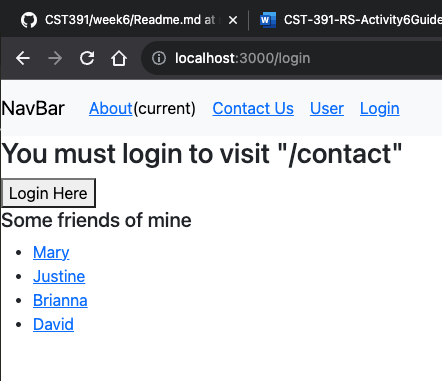 CST391/week6/Readme.md at
CST-391-RS-Activity6Guide
localhost:3000/login
NavBar About(current) Contact Us User Login
You must login to visit "/contact"
Login Here
Some friends of mine
Mary
Justine
Brianna
David